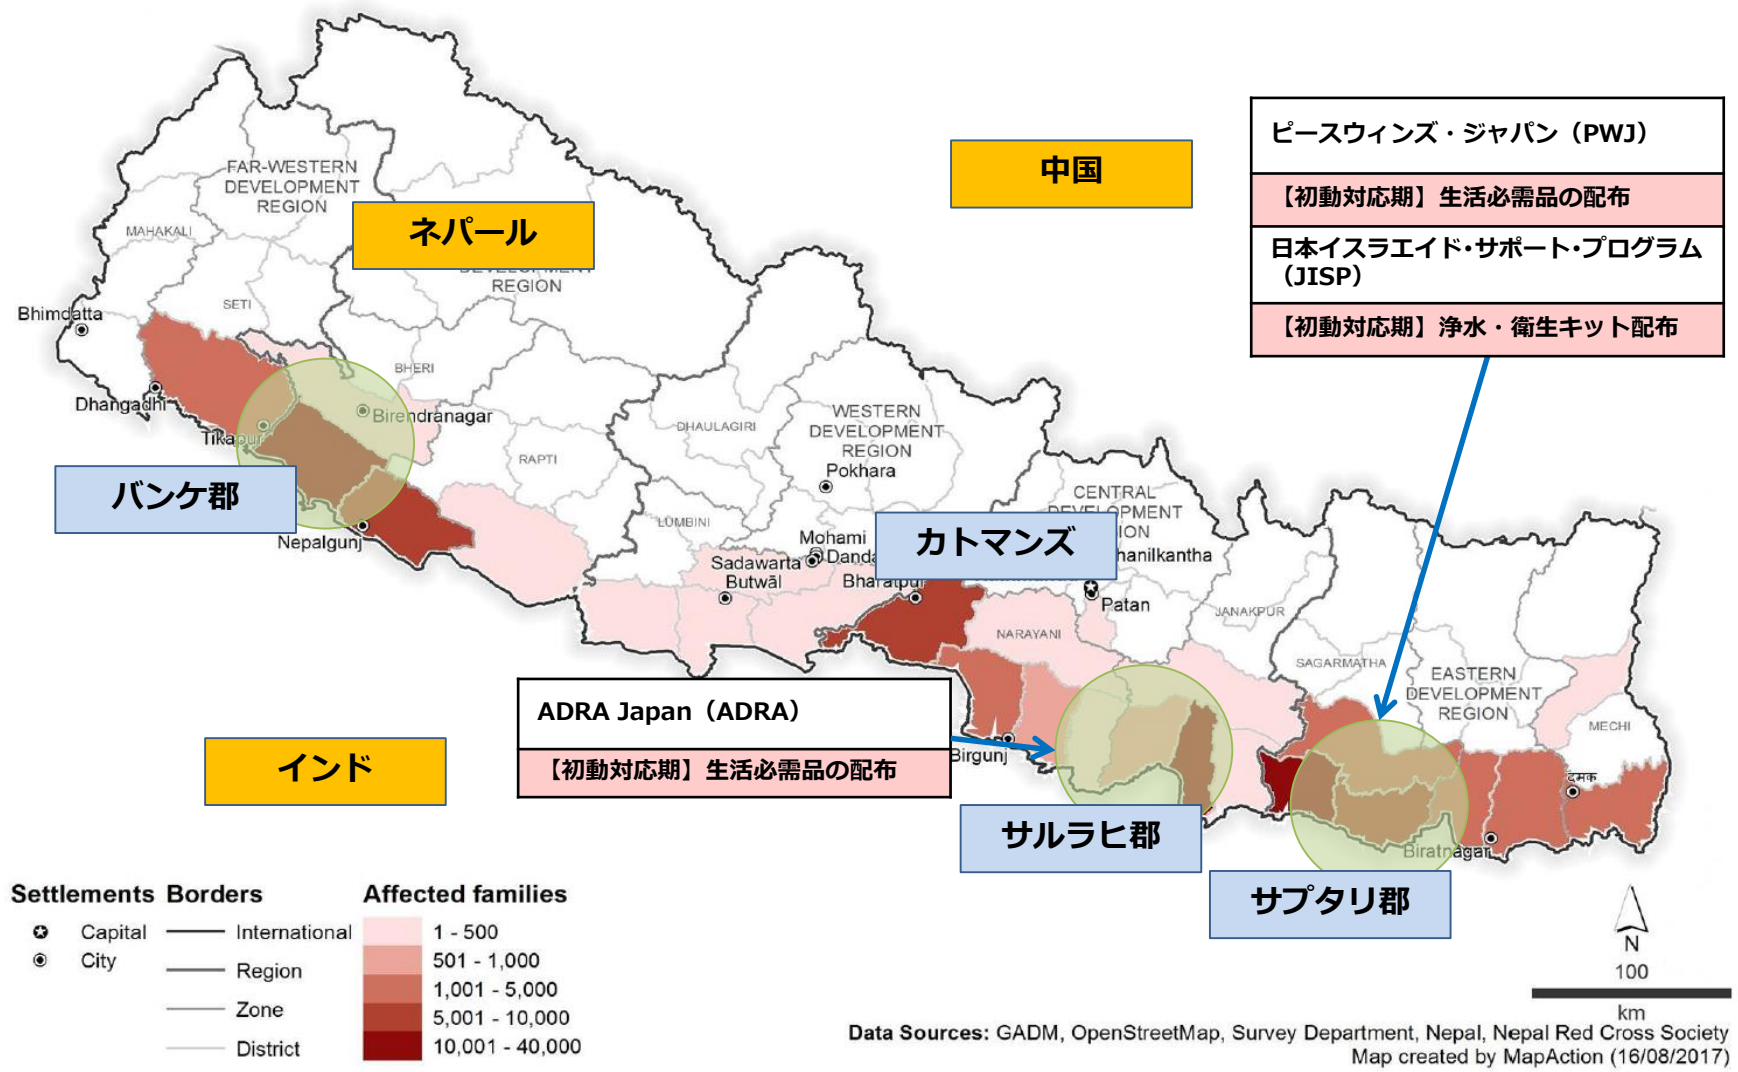 ピースウィンズ・ジャパン（PWJ）
【初動対応期】生活必需品の配布
日本イスラエイド・サポート・プログラム
（JISP）
【初動対応期】浄水・衛生キット配布
中国
FAR-WESTERN
DEVELOPMENT
REGION
ネパール
MAHAKALI
DEVELOPMENT
REGION
SETI
Bhimdatta
BHERI
Dhangadhi
Birendranagar
Tikapur
WESTERN
DEVELOPMENT
REGION
DHAULAGIRI
RAPTI
Pokhara
バンケ郡
CENTRAL
DEVELOPMENT
LUMBINI
Nepalgunj
カトマンズ
Mohami
Danda
hanilkantha
Sadawarta
Butwāl
Bharatpur
Patan
JANAKPUR
NARAYANI
SAGARMATHA
EASTERN
DEVELOPMENT
REGION
MECHI
ADRA Japan（ADRA）
【初動対応期】生活必需品の配布
Birgunj
インド
दमक
サルラヒ郡
Biratnagar
サプタリ郡
Settlements
Capital
City
Borders
International
Region
Zone
District
Affected families
1 - 500
501 - 1,000
1,001 - 5,000
5,001 - 10,000
10,001 - 40,000
N
100
km
Data Sources: GADM, OpenStreetMap, Survey Department, Nepal, Nepal Red Cross Society
Map created by MapAction (16/08/2017)